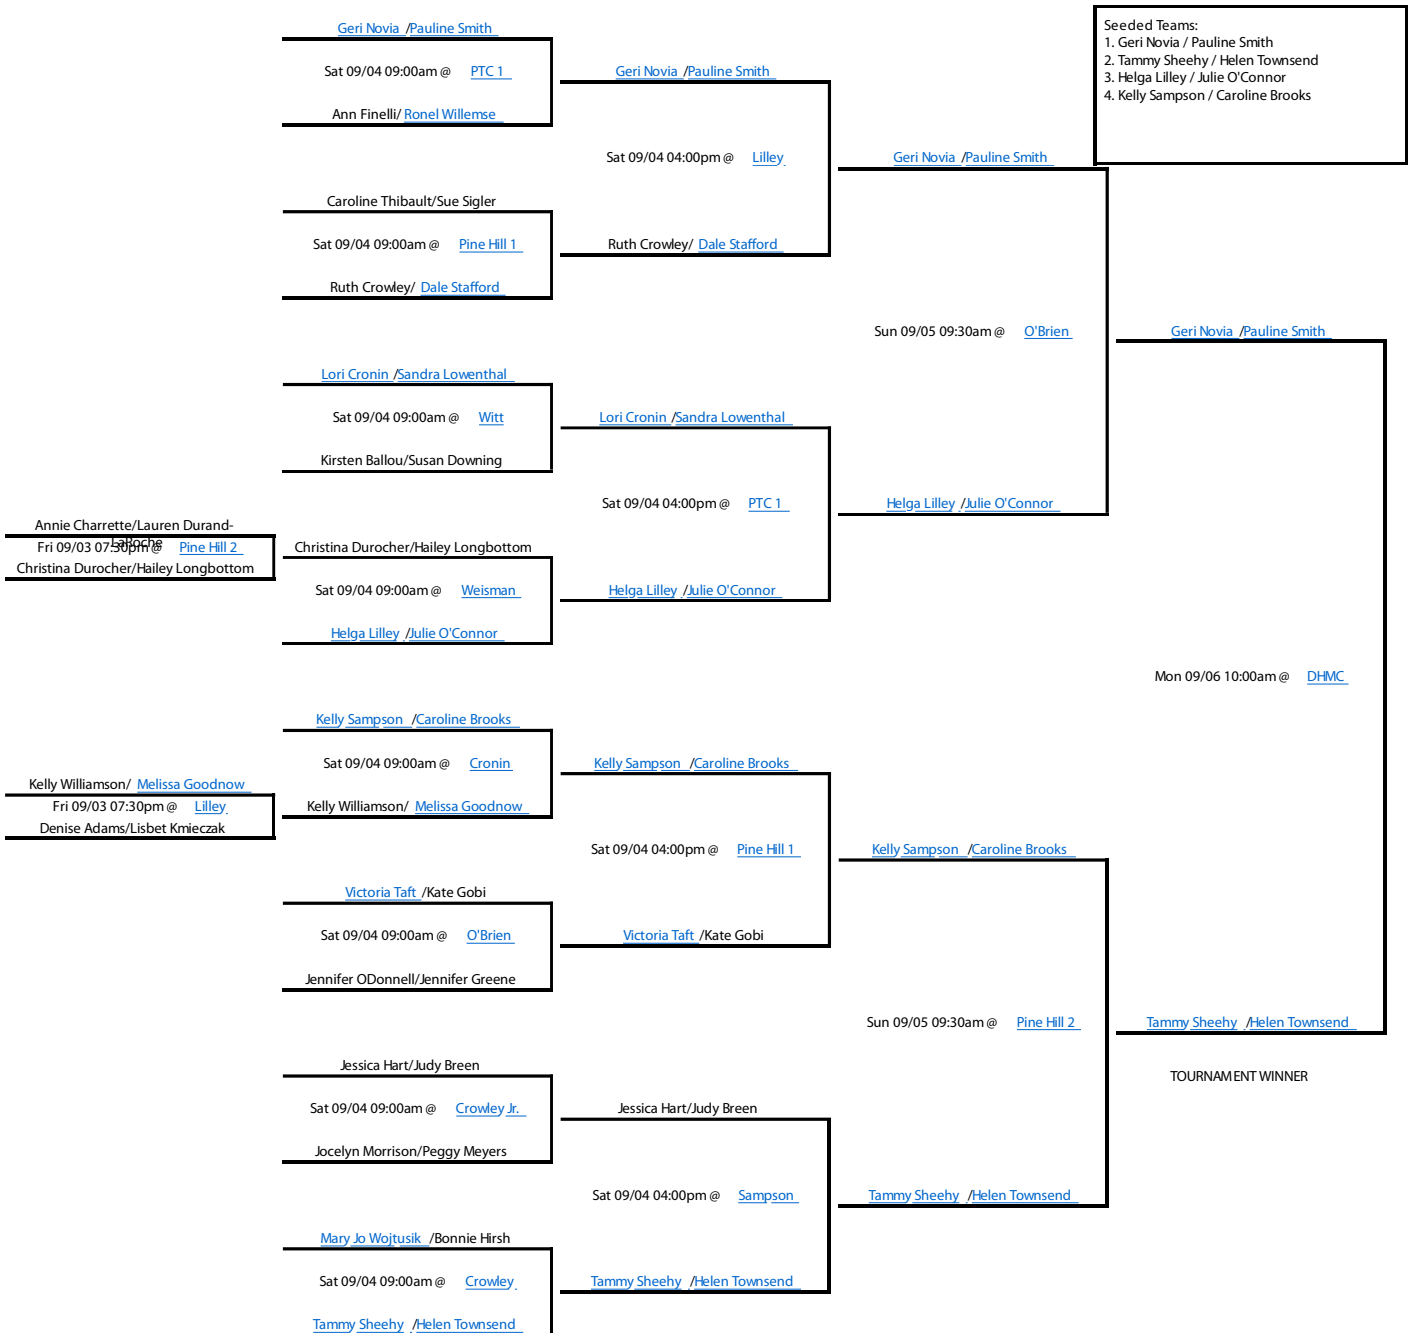 Geri Novia /Pauline Smith
Sat 09/04 09:00am @ PTC 1
Ann Finelli/ Ronel Willemse
Caroline Thibault/Sue Sigler
Sat 09/04 09:00am @ Pine Hill 1
Ruth Crowley/ Dale Stafford
Lori Cronin /Sandra Lowenthal
Sat 09/04 09:00am @ Witt
Kirsten Ballou/Susan Downing
Annie Charrette/Lauren Durand-
LaRoche
Fri 09/03 07:30pm @ Pine Hill 2
Christina Durocher/Hailey Longbottom
Christina Durocher/Hailey Longbottom
Sat 09/04 09:00am @ Weisman
Helga Lilley /Julie O'Connor
Kelly Sampson /Caroline Brooks
Sat 09/04 09:00am @ Cronin
Kelly Williamson/ Melissa Goodnow
Kelly Williamson/ Melissa Goodnow
Fri 09/03 07:30pm @ Lilley
Denise Adams/Lisbet Kmieczak
Victoria Taft /Kate Gobi
Sat 09/04 09:00am @ O'Brien
Jennifer ODonnell/Jennifer Greene
Jessica Hart/Judy Breen
Sat 09/04 09:00am @ Crowley Jr.
Jocelyn Morrison/Peggy Meyers
Mary Jo Wojtusik /Bonnie Hirsh
Sat 09/04 09:00am @ Crowley
Tammy Sheehy /Helen Townsend
Geri Novia /Pauline Smith
Sat 09/04 04:00pm @ Lilley
Ruth Crowley/ Dale Stafford
Lori Cronin /Sandra Lowenthal
Sat 09/04 04:00pm @ PTC 1
Helga Lilley /Julie O'Connor
Kelly Sampson /Caroline Brooks
Sat 09/04 04:00pm @ Pine Hill 1
Victoria Taft /Kate Gobi
Jessica Hart/Judy Breen
Sat 09/04 04:00pm @ Sampson
Tammy Sheehy /Helen Townsend
Geri Novia /Pauline Smith
Sun 09/05 09:30am @ O'Brien
Helga Lilley /Julie O'Connor
Kelly Sampson /Caroline Brooks
Sun 09/05 09:30am @ Pine Hill 2
Tammy Sheehy /Helen Townsend
Geri Novia /Pauline Smith
Mon 09/06 10:00am @ DHMC
Tammy Sheehy /Helen Townsend
TOURNAMENT WINNER
Seeded Teams:
1. Geri Novia / Pauline Smith
2. Tammy Sheehy / Helen Townsend
3. Helga Lilley / Julie O'Connor
4. Kelly Sampson / Caroline Brooks